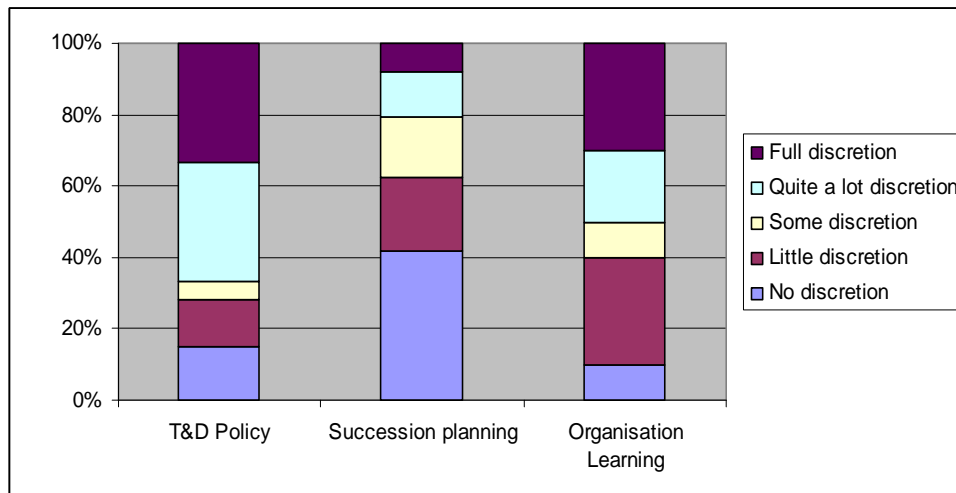 100%
80%
60%
40%
20%
0%
T&D Policy
Succession planning
Organisation
Learning
Full discretion
Quite a lot discretion
Some discretion
Little discretion
No discretion